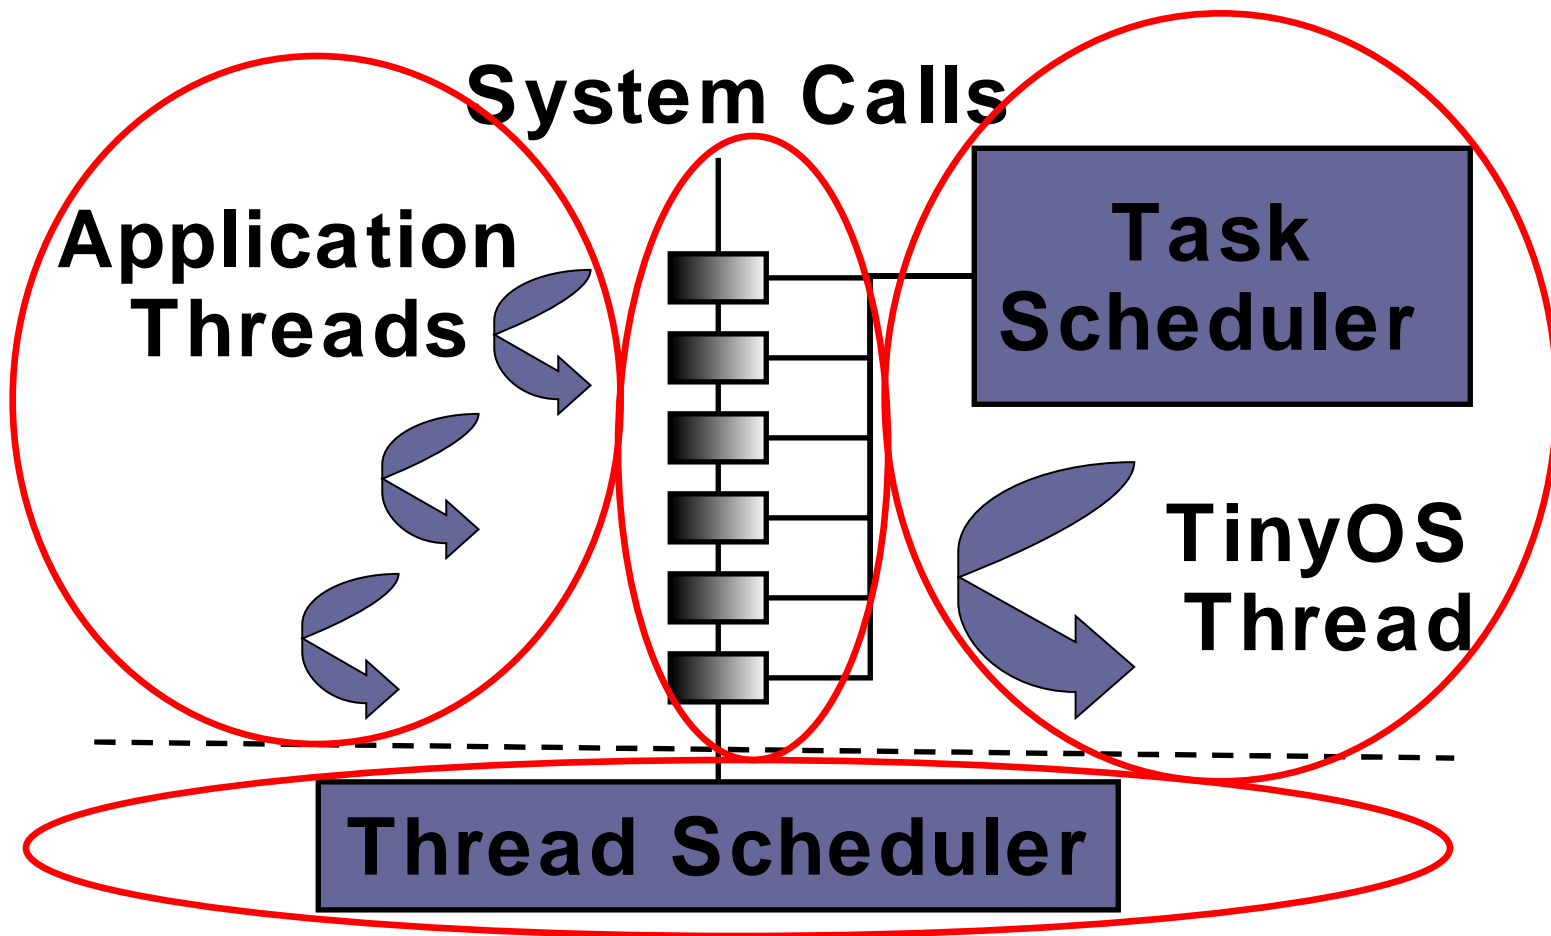 System Calls
Application
Threads
Task
Scheduler
TinyOS
Thread
Thread Scheduler